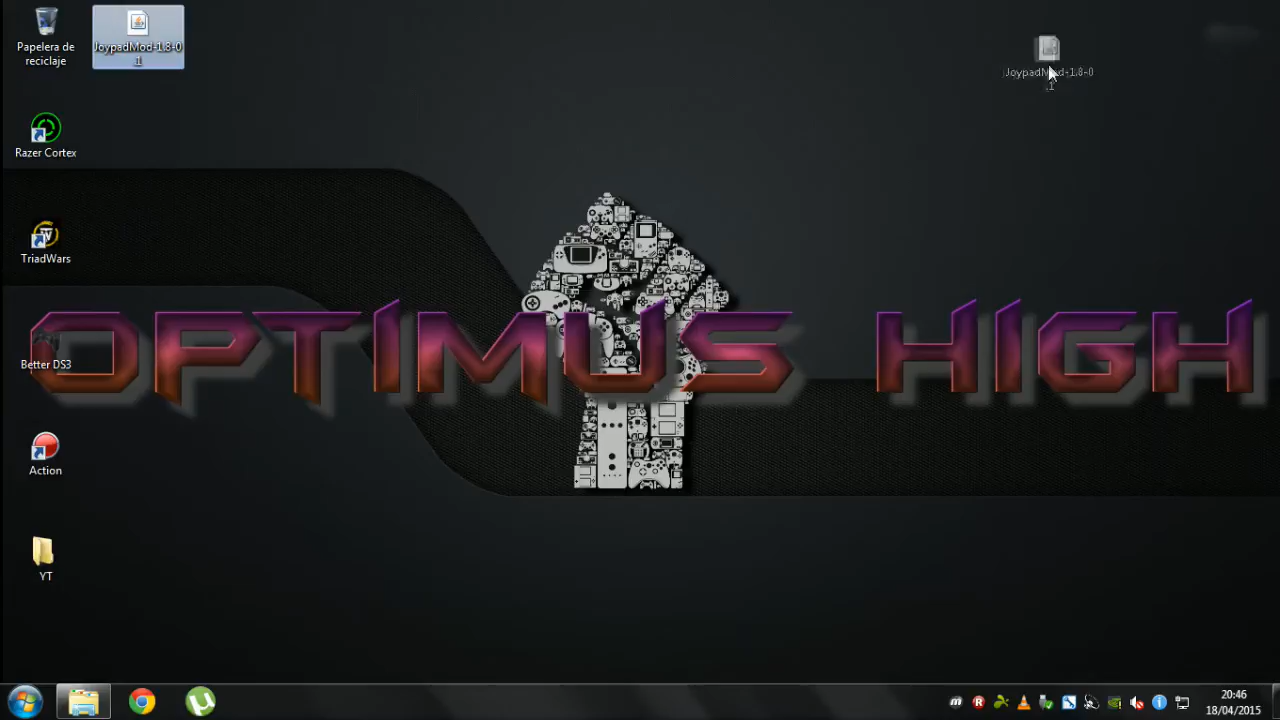 Papelera de
reciclaje
JoypadMod-1.8-0
.1
JoypadMod-1.8-0
.1
Razer Cortex
TriadWars
OPTIMUS HIGH
Better DS3
Action
YT
20:46
18/04/2015